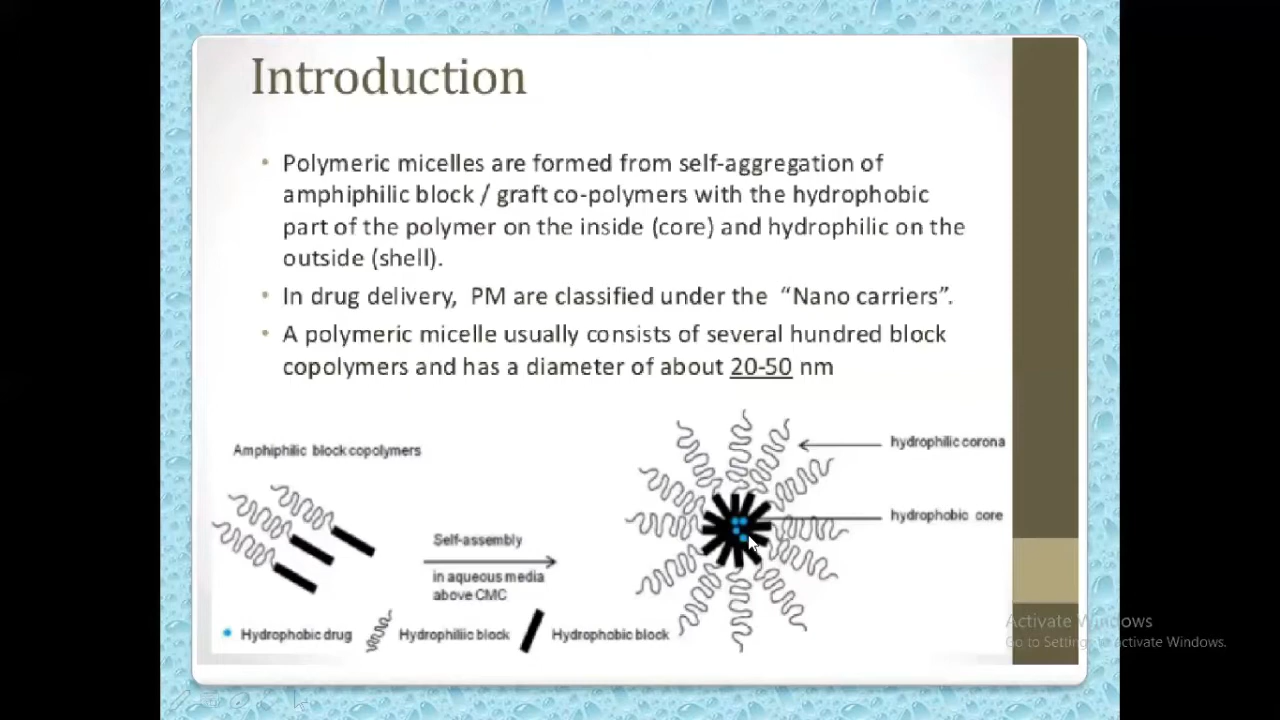 Introduction
• Polymeric micelles are formed from self-aggregation of
amphiphilic block / graft co-polymers with the hydrophobic
part of the polymer on the inside (core) and hydrophilic on the
outside (shell).
• In drug delivery, PM are classified under the “Nano carriers”.
• A polymeric micelle usually consists of several hundred block
copolymers and has a diameter of about 20-50 nm
Amphiphilic block copolymers
hydrophilic corona
hydrophobic core
Self-assembly
in aqueous media
above CMC
Hydrophobic drug
Hydrophiliic block
Hydrophobic block
Activate Windows
Go to Settings to activate Windows.